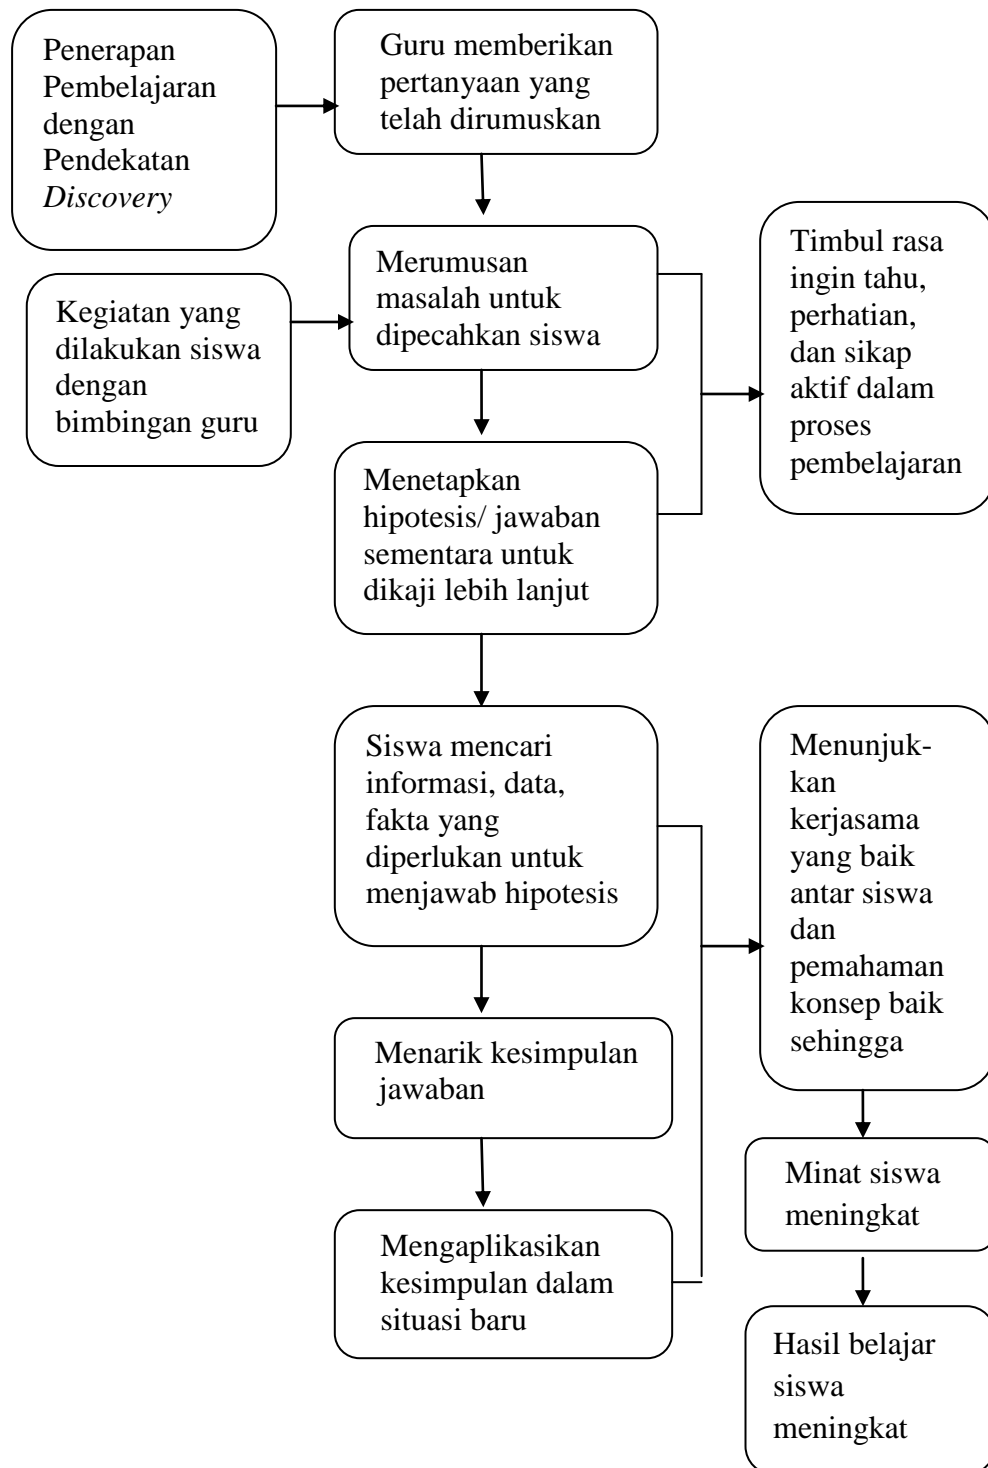 Penerapan
Pembelajaran
dengan
Pendekatan
Discovery
Guru memberikan
pertanyaan yang
telah dirumuskan
Merumusan
masalah untuk
dipecahkan siswa
Timbul rasa
ingin tahu,
perhatian,
dan sikap
aktif dalam
proses
pembelajaran
Kegiatan yang
dilakukan siswa
dengan
bimbingan guru
Menetapkan
hipotesis/ jawaban
sementara untuk
dikaji lebih lanjut
Siswa mencari
informasi, data,
fakta yang
diperlukan untuk
menjawab hipotesis
Menunjuk-
kan
kerjasama
yang baik
antar siswa
dan
pemahaman
konsep baik
sehingga
Menarik kesimpulan
jawaban
Minat siswa
meningkat
Mengaplikasikan
kesimpulan dalam
situasi baru
Hasil belajar
siswa
meningkat